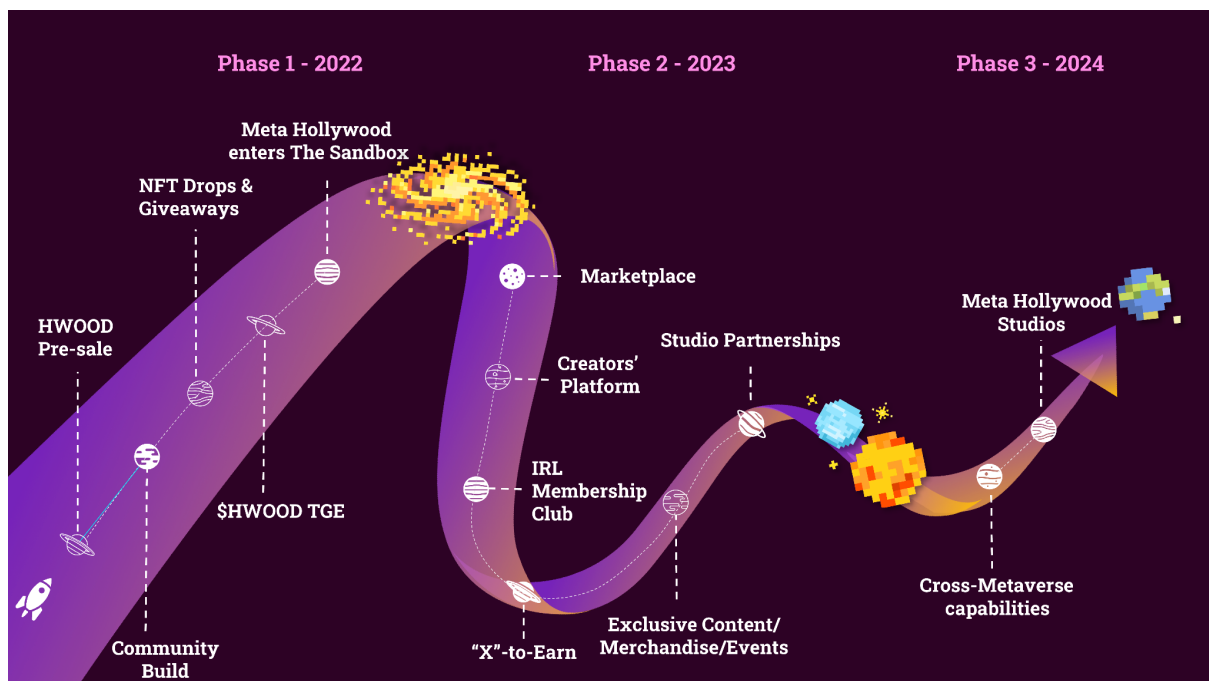 Phase 1 - 2022
Phase 2 - 2023
Phase 3 - 2024
HWOOD
Pre-sale
Community
Build
NFT Drops &
Giveaways
$HWOOD TGE
Meta Hollywood
enters The Sandbox
Marketplace
Creators’
Platform
IRL
Membership
Club
“X”-to-Earn
Exclusive Content/
Merchandise/Events
Studio Partnerships
Cross-Metaverse
capabilities
Meta Hollywood
Studios